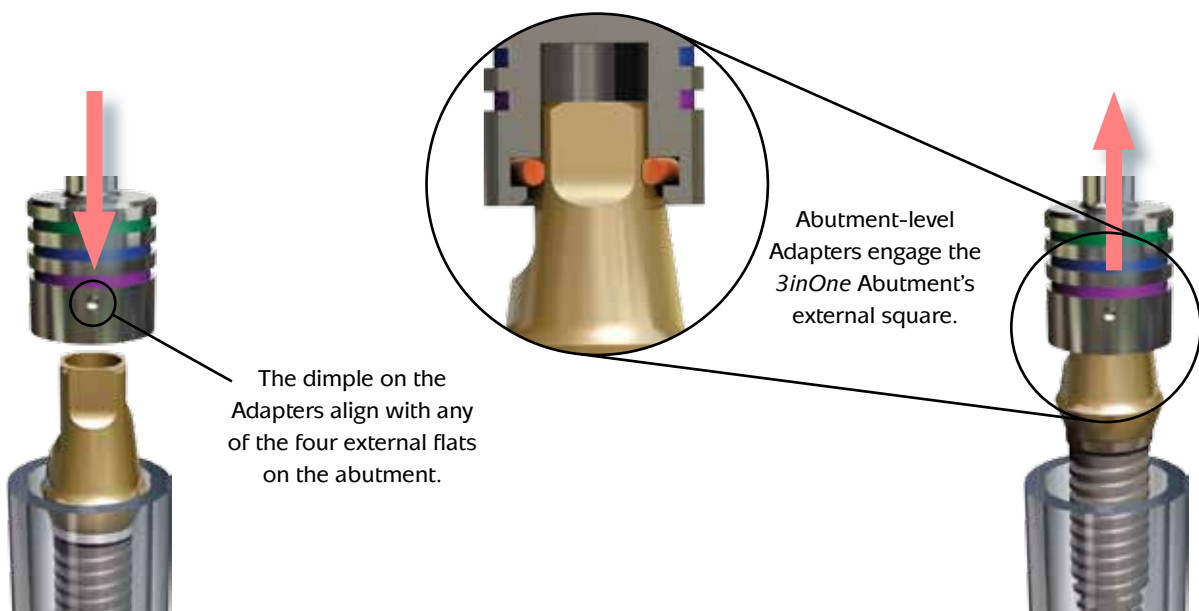 The dimple on the
Adapters align with any
of the four external flats
on the abutment.
Abutment-level
Adapters engage the
3inOne Abutment's
external square.